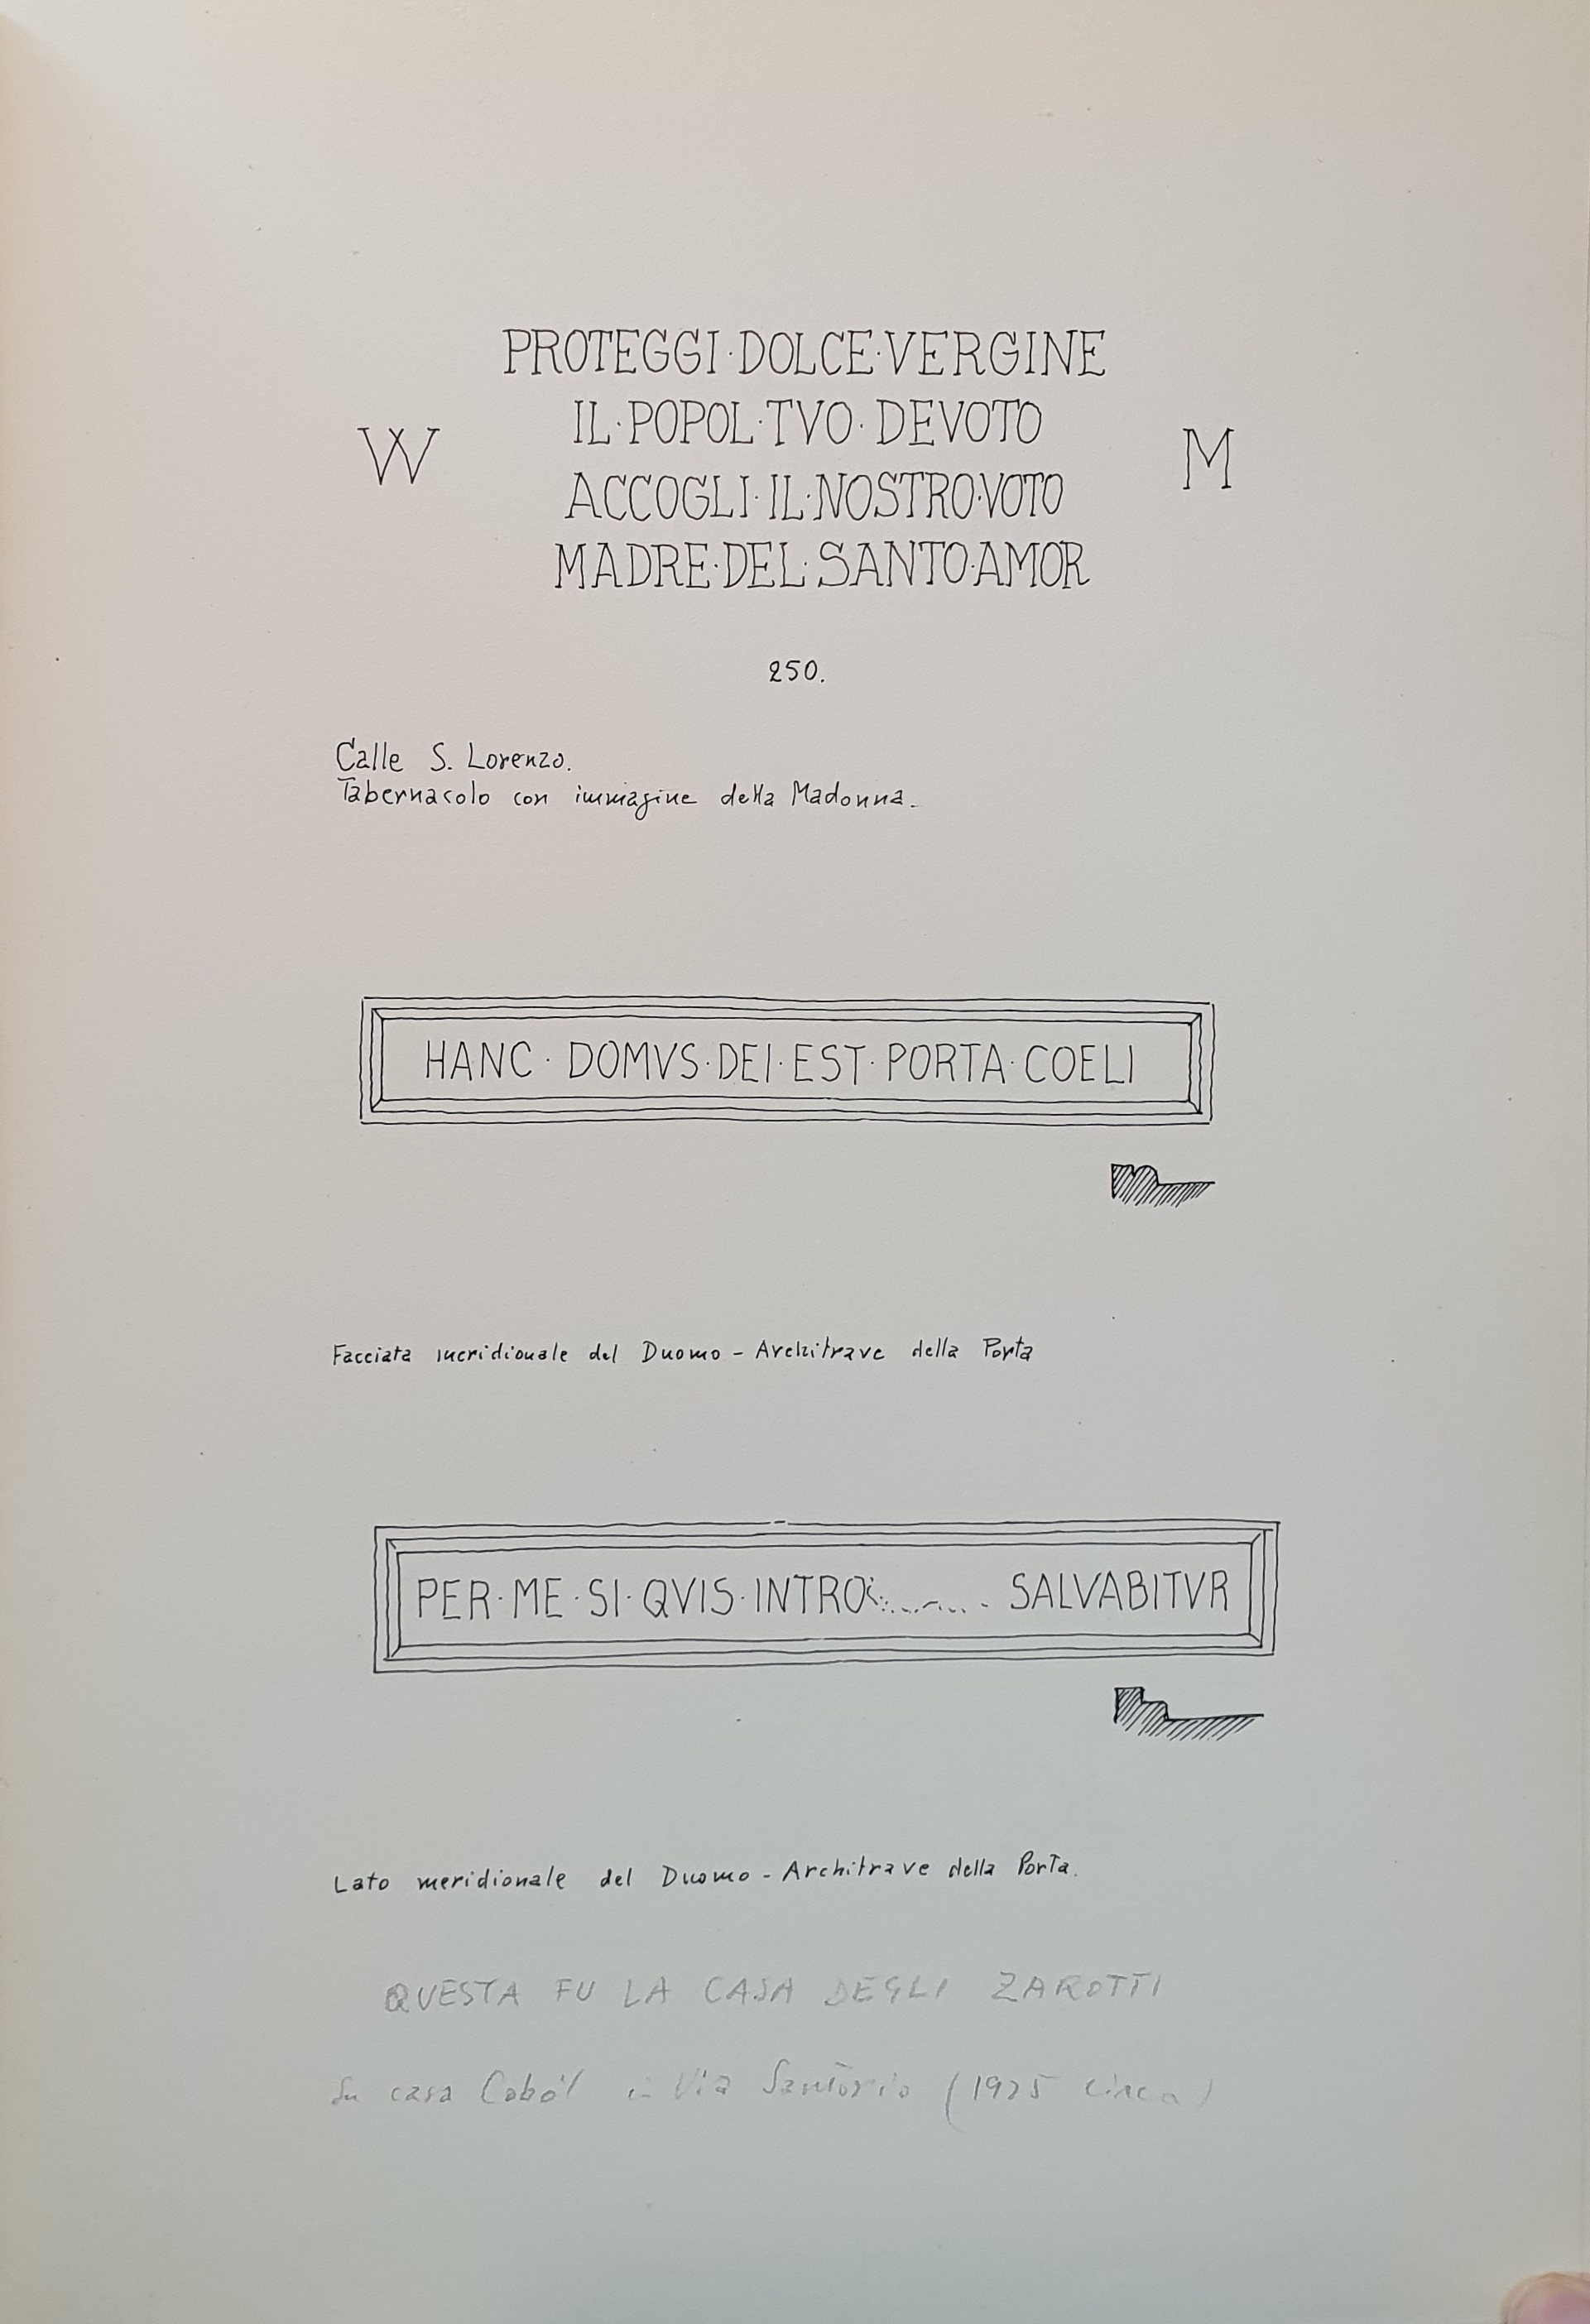 PROTEGGI·DOLCE·VERGINE
IL·POPOL·TVO·DEVOTO
W M
ACCOGLI·IL·NOSTRO·VOTO
MADRE·DEL·SANTO·AMOR
250.
Calle S. Lorenzo.
Tabernacolo con immagine della Madonna.
HANC·DOMVS·DEI·EST·PORTA·COELI
Facciata meridionale del Duomo - Architrave della Porta
PER·ME·SI·QVIS·INTRO........ SALVABITVR
Lato meridionale del Duomo - Architrave della Porta.
QVESTA FU LA CASA DEGLI ZAROTTI
Su casa Coból in Via Santorio (1925 circa)